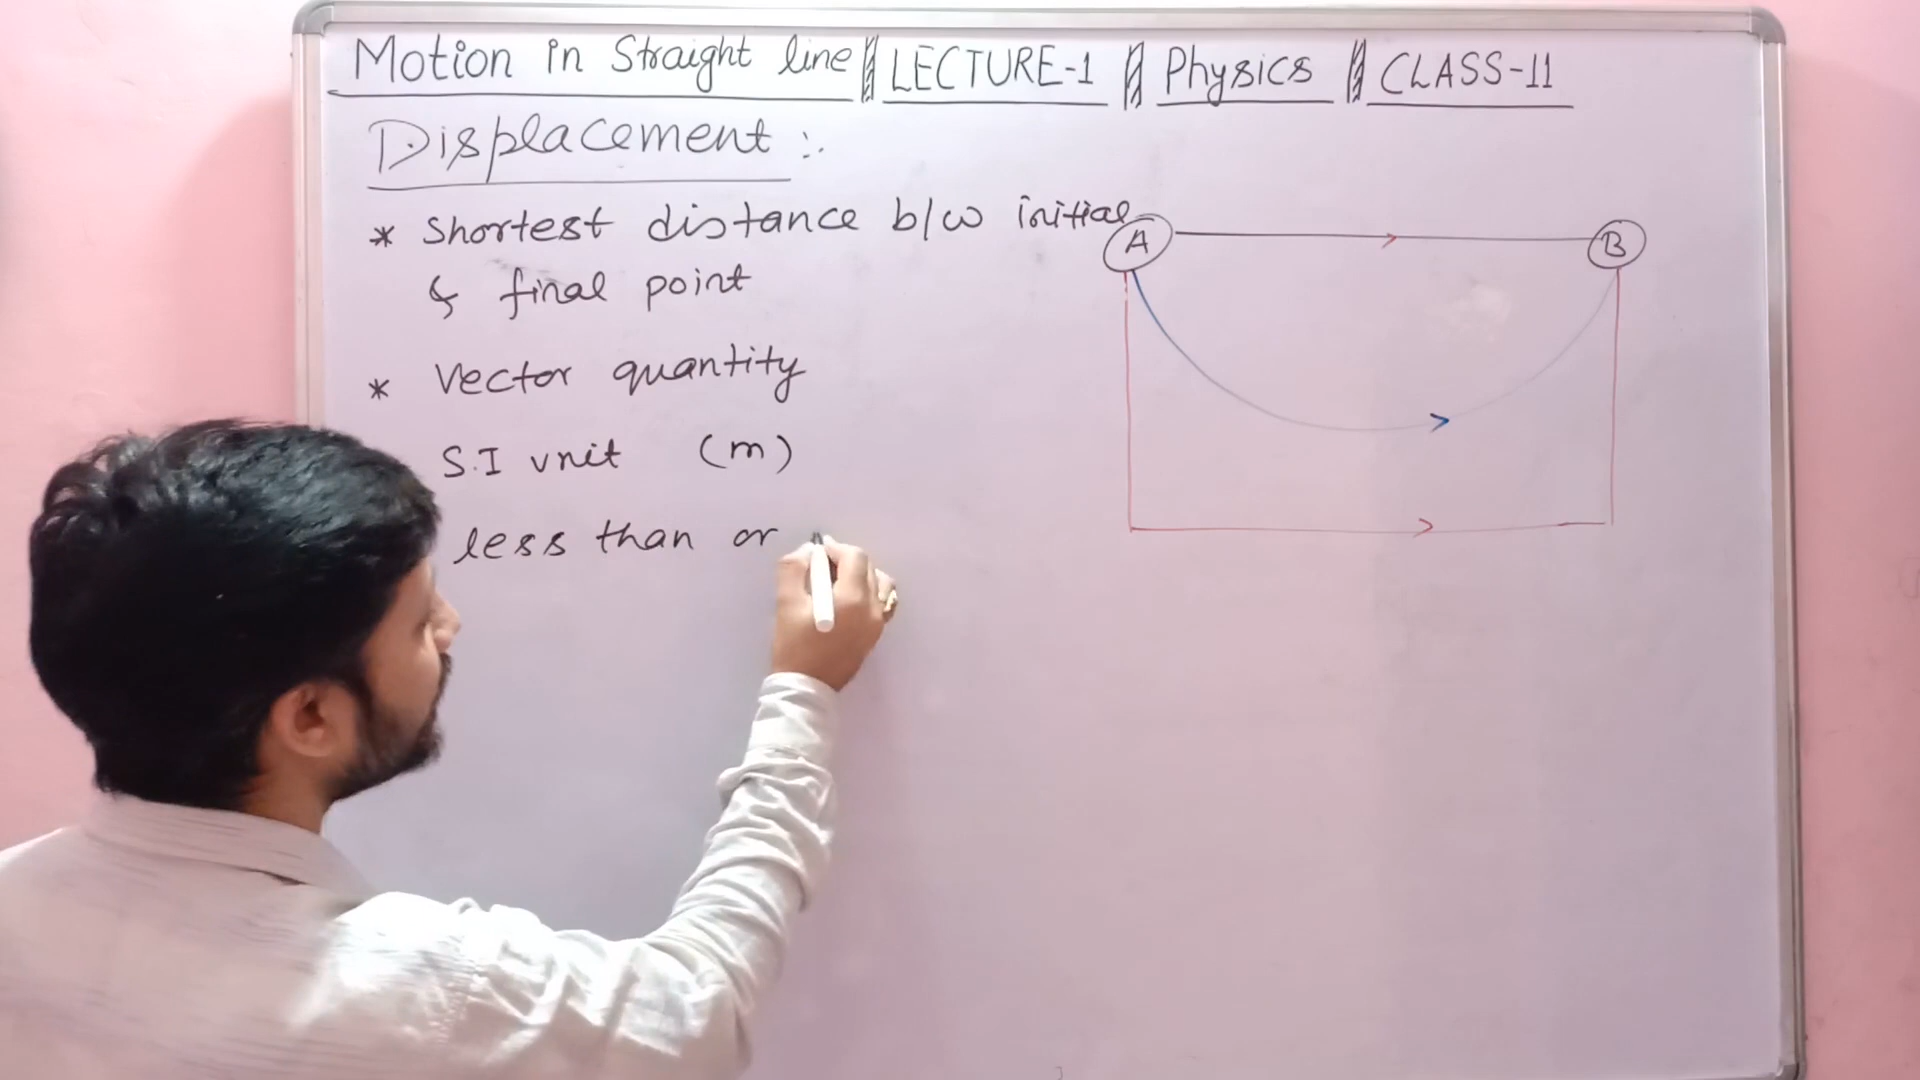 Motion in Straight line || LECTURE-1 || Physics || CLASS-11
Displacement :.
* Shortest distance b/w initial
& final point
* Vector quantity
S.I unit (m)
less than or
A
B